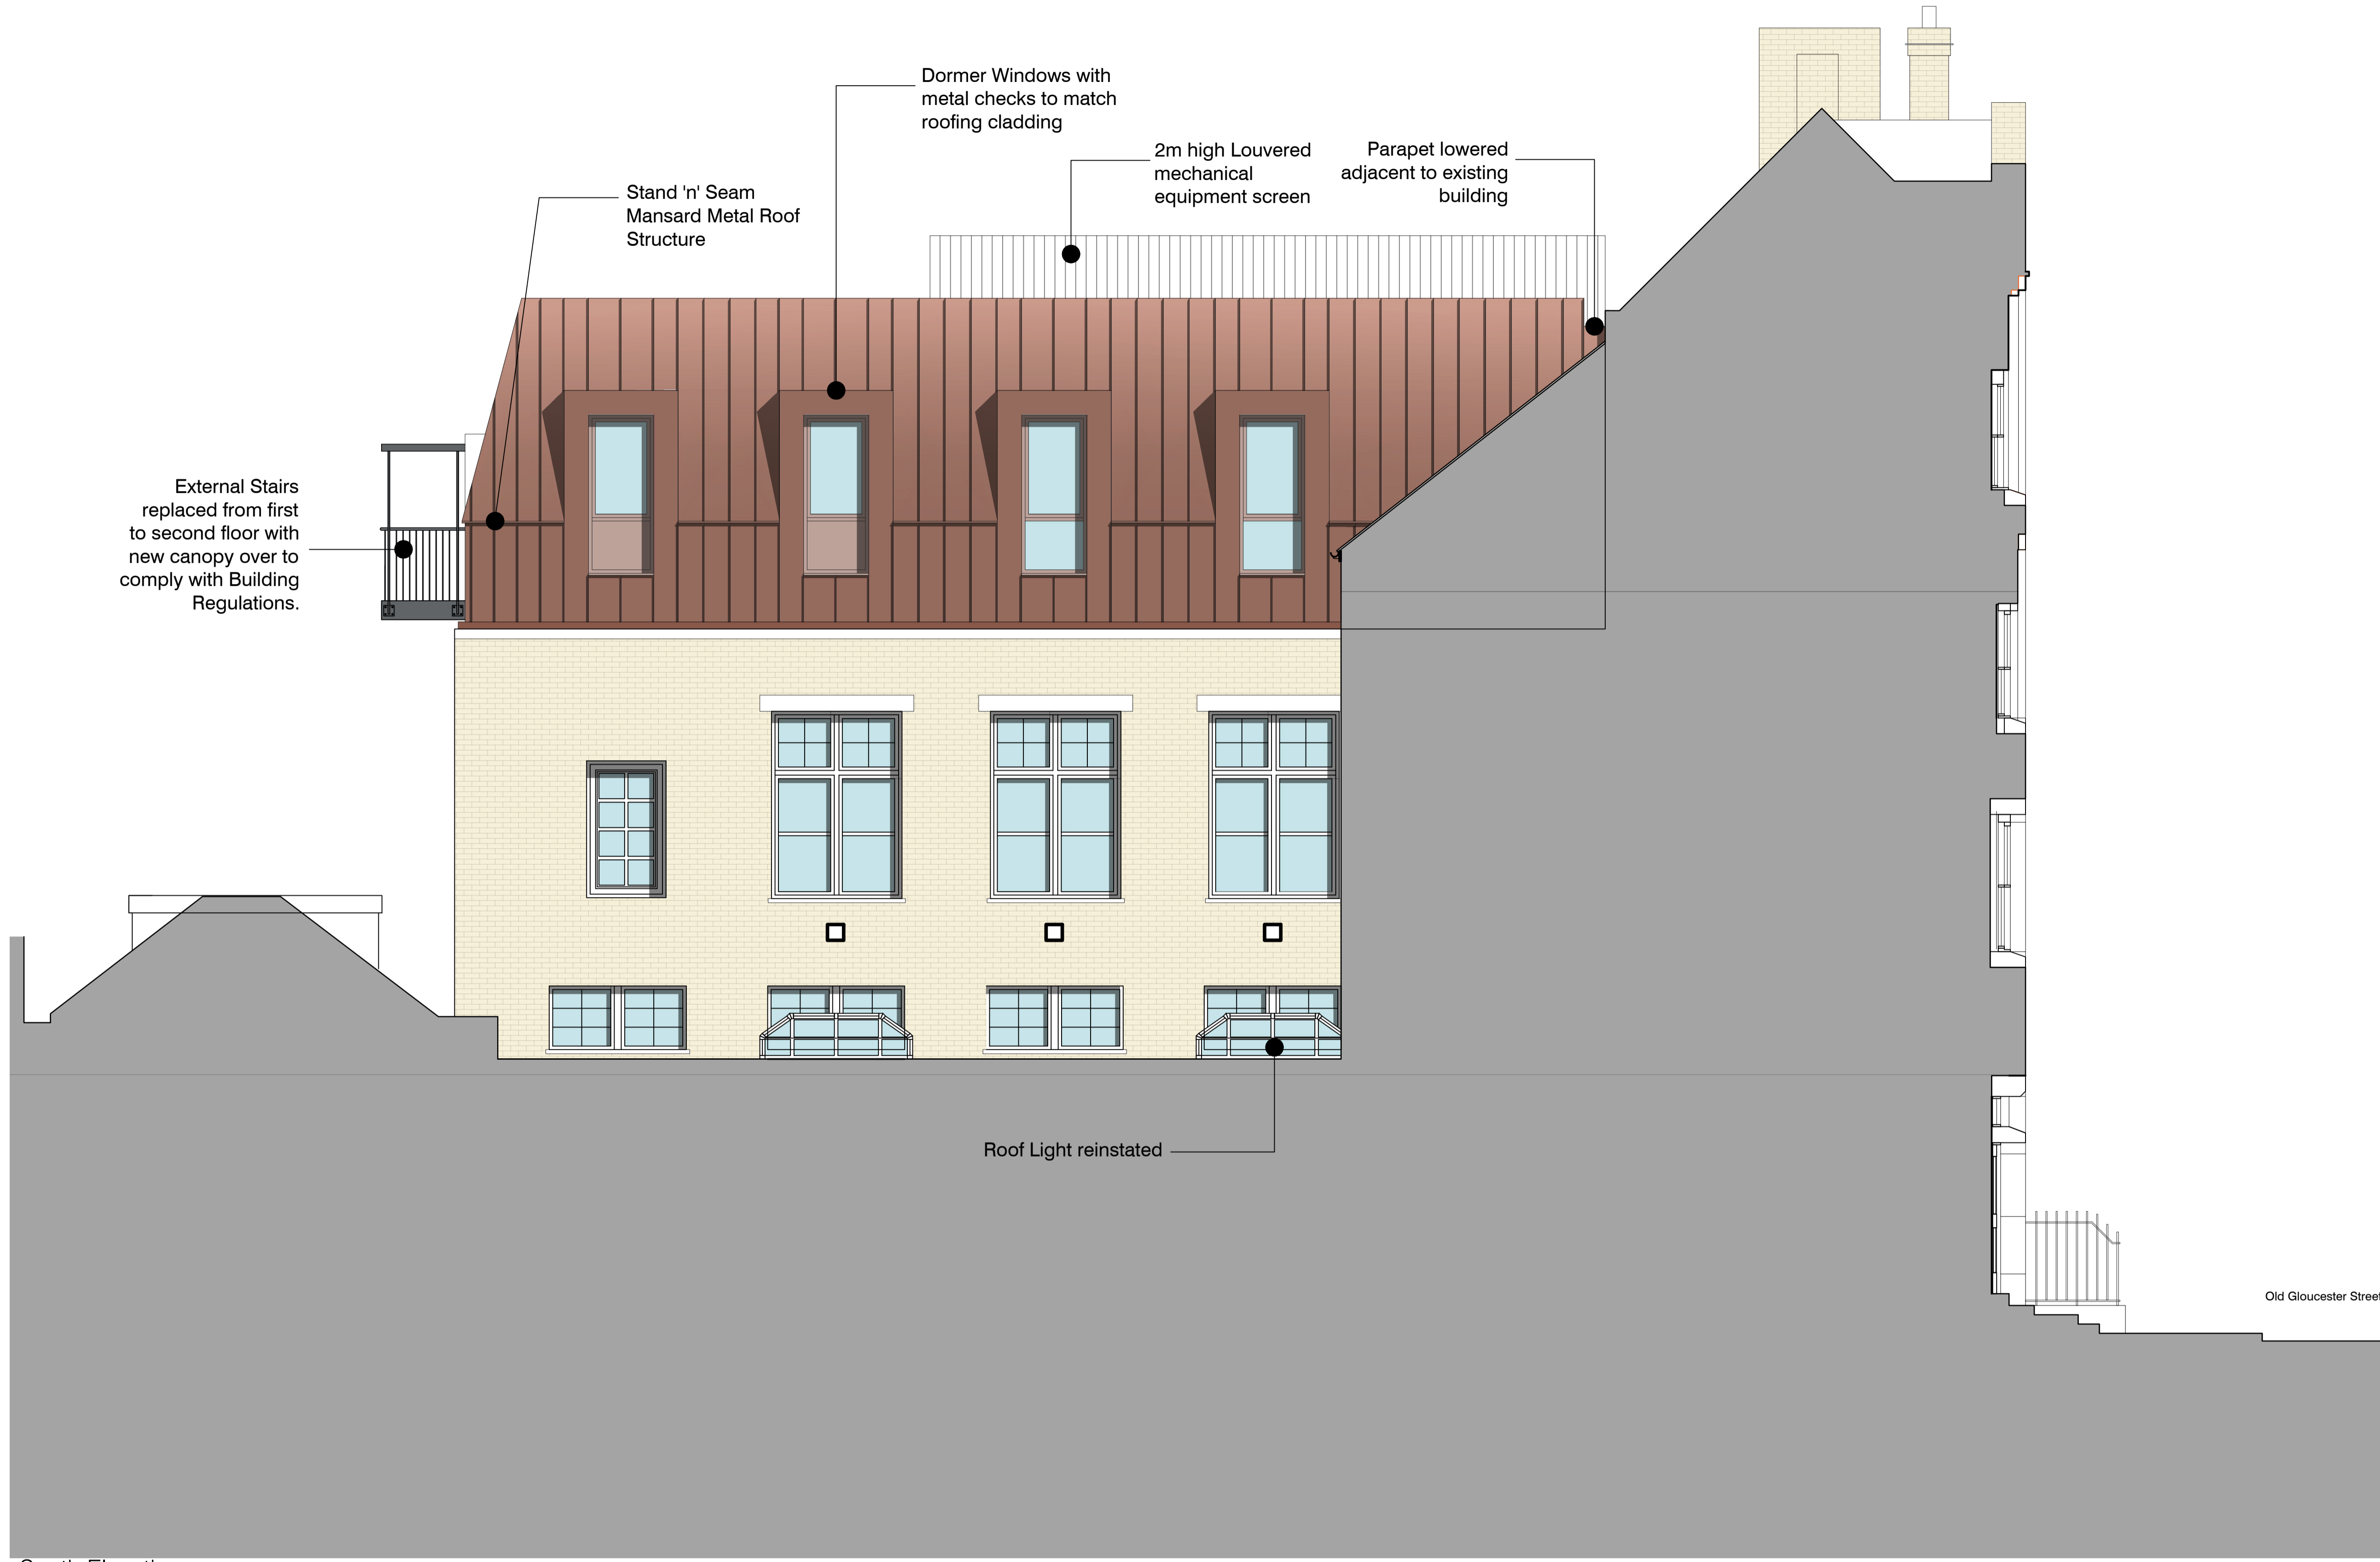 Dormer Windows with
metal checks to match
roofing cladding
2m high Louvered
mechanical
equipment screen
Parapet lowered
adjacent to existing
building
Stand 'n' Seam
Mansard Metal Roof
Structure
External Stairs
replaced from first
to second floor with
new canopy over to
comply with Building
Regulations.
Roof Light reinstated
Old Gloucester Street